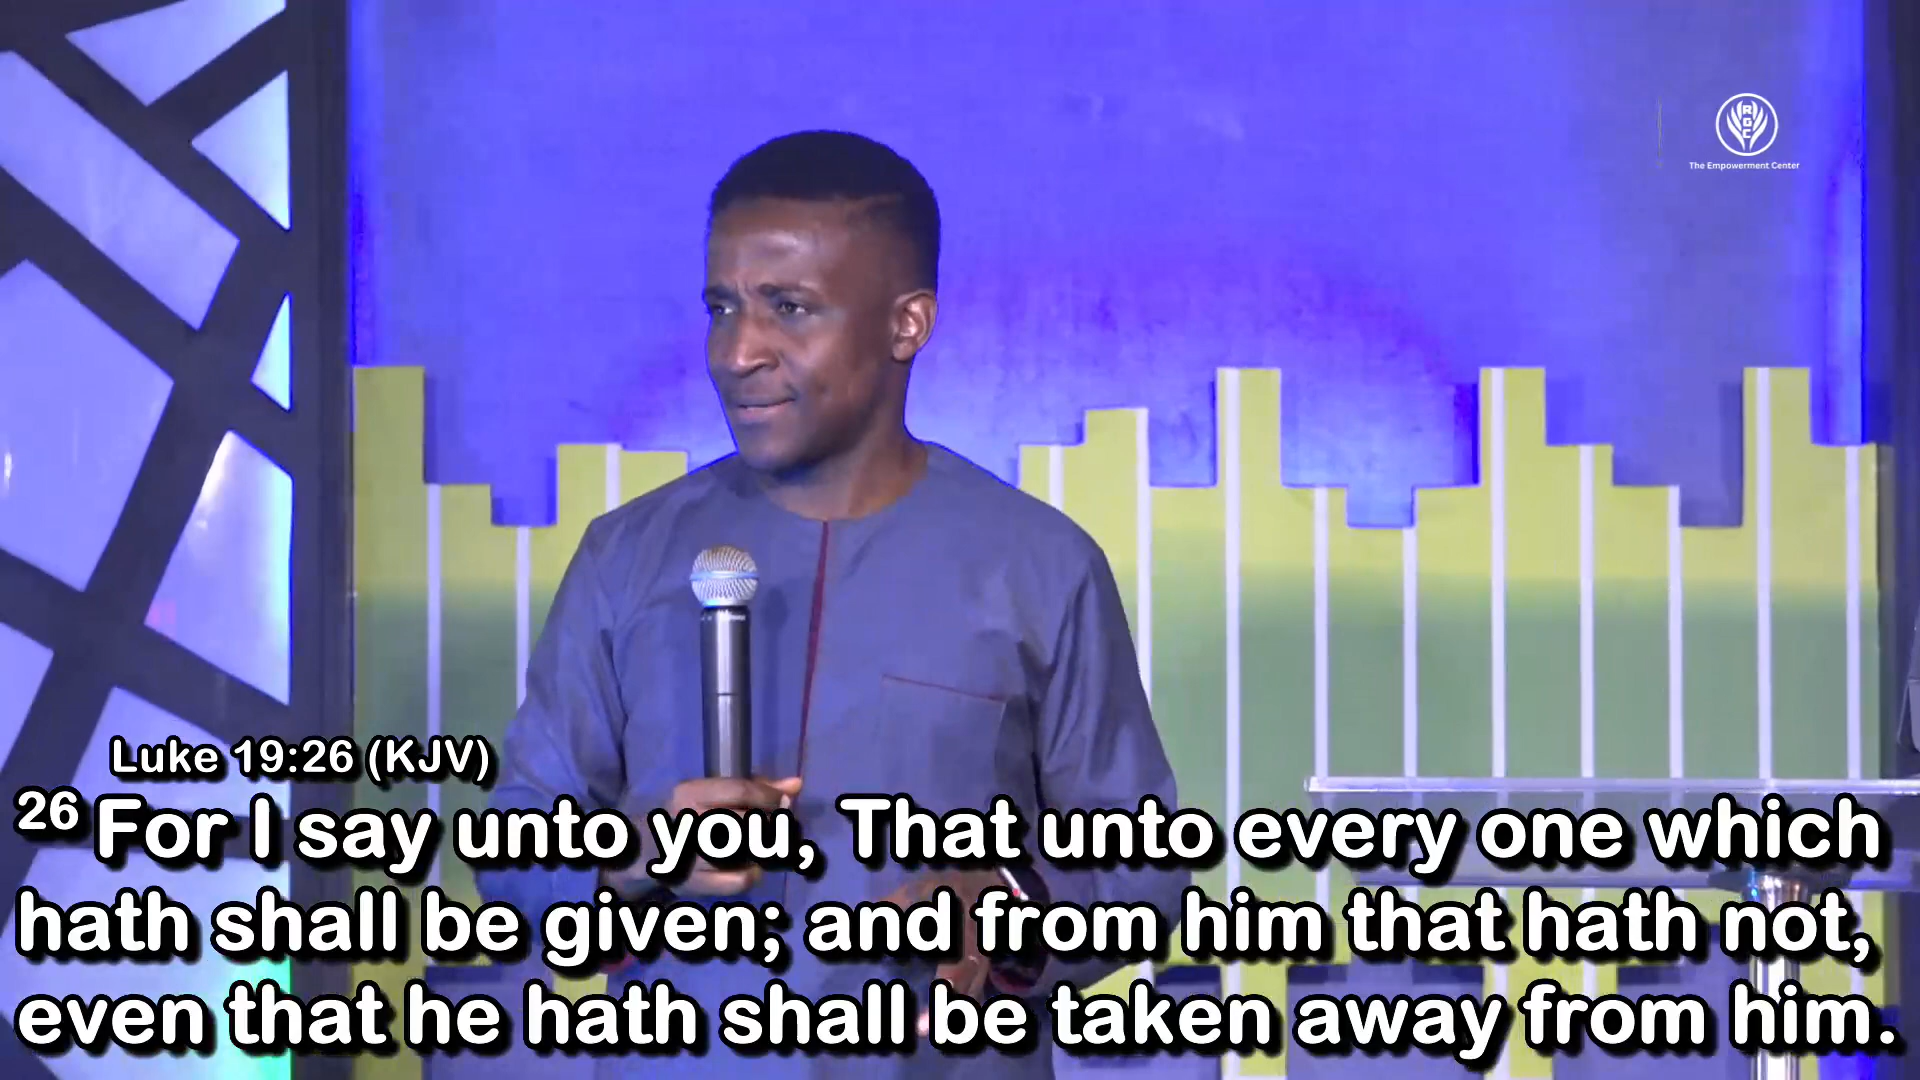 RGC
The Empowerment Center
Luke 19:26 (KJV)
26 For I say unto you, That unto every one which
hath shall be given; and from him that hath not,
even that he hath shall be taken away from him.